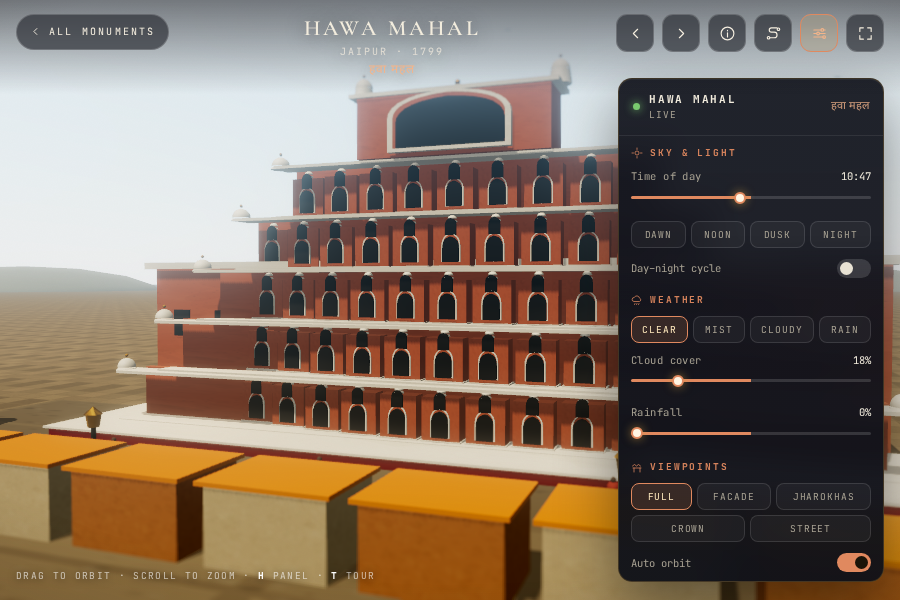 ALL MONUMENTS
HAWA MAHAL
JAIPUR · 1799
हवा महल
HAWA MAHAL
LIVE
हवा महल
SKY & LIGHT
Time of day 10:47
DAWN NOON DUSK NIGHT
Day-night cycle
WEATHER
CLEAR MIST CLOUDY RAIN
Cloud cover 18%
Rainfall 0%
VIEWPOINTS
FULL FACADE JHAROKHAS
CROWN STREET
Auto orbit
DRAG TO ORBIT · SCROLL TO ZOOM · H PANEL · T TOUR